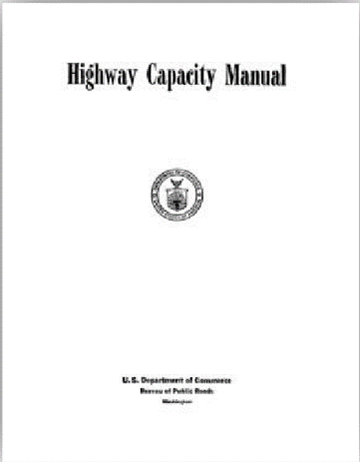 Highway Capacity Manual
U. S. Department of Commerce
Bureau of Public Roads
Washington